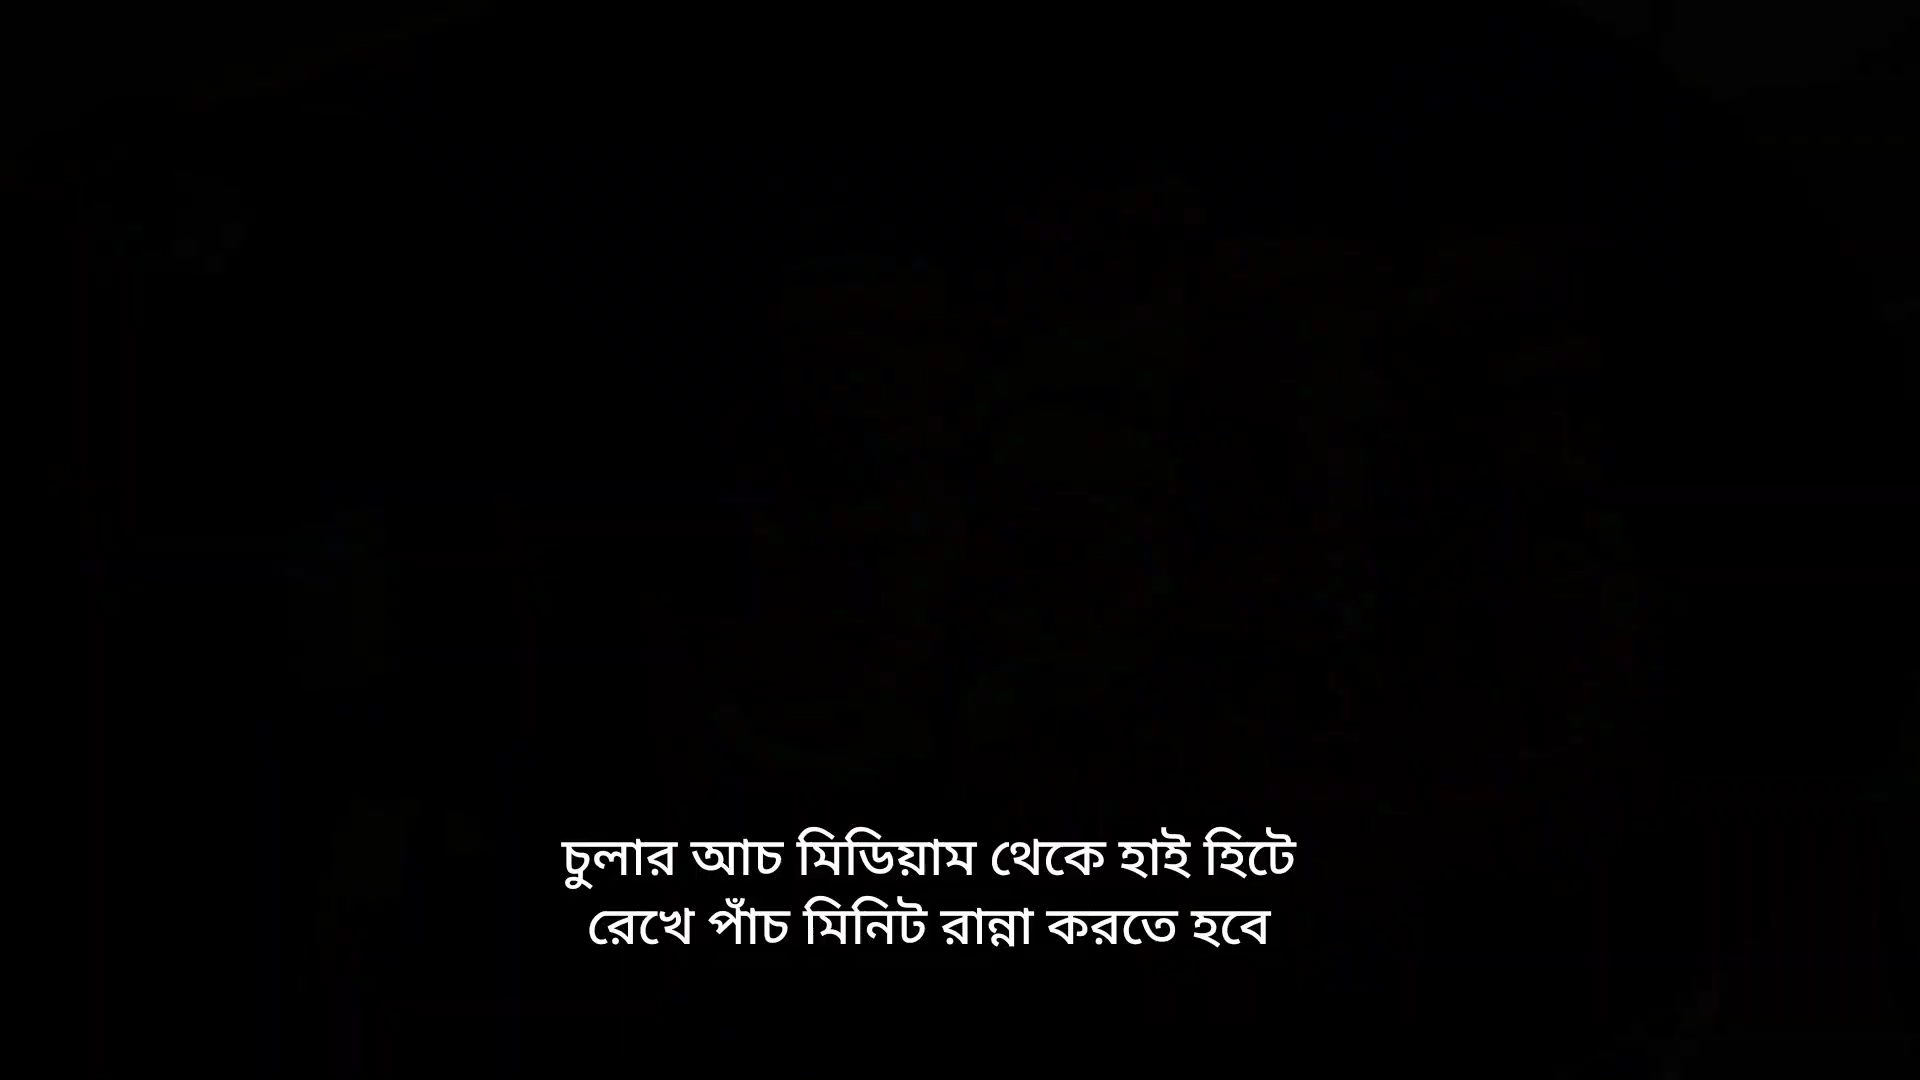 চুলার আচ মিডিয়াম থেকে হাই হিটে
রেখে পাঁচ মিনিট রান্না করতে হবে